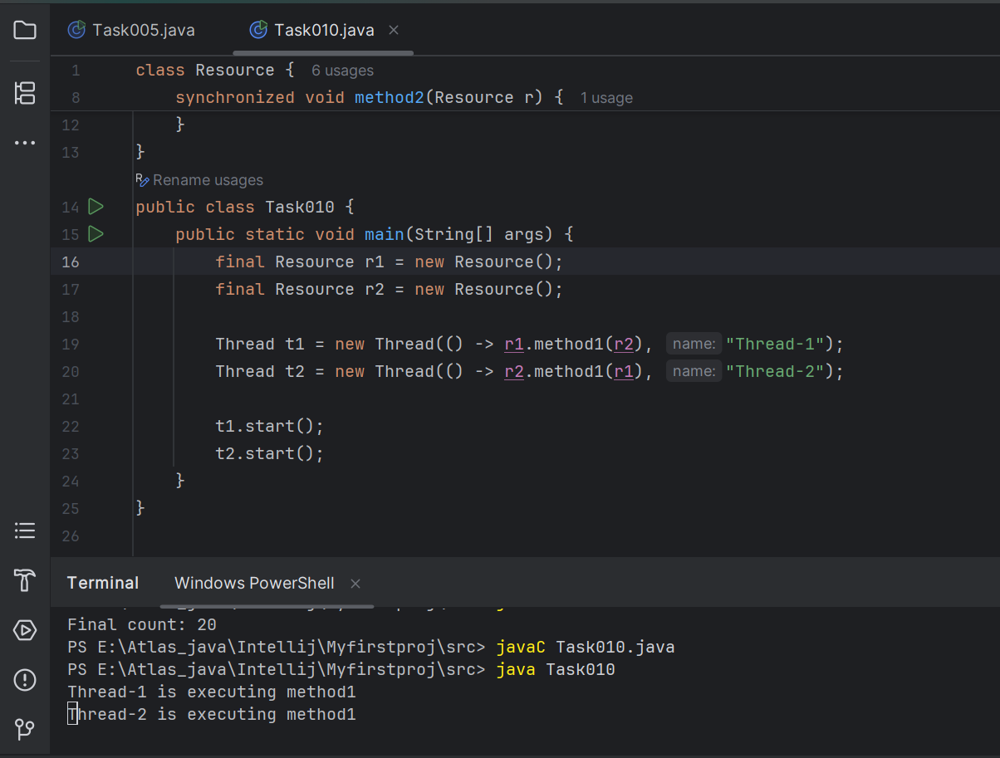 Task005.java
Task010.java ×
1 class Resource { 6 usages
8 synchronized void method2(Resource r) { 1 usage
12 }
13 }
Rename usages
14 public class Task010 {
15 public static void main(String[] args) {
16 final Resource r1 = new Resource();
17 final Resource r2 = new Resource();
18
19 Thread t1 = new Thread(() -> r1.method1(r2), name: "Thread-1");
20 Thread t2 = new Thread(() -> r2.method1(r1), name: "Thread-2");
21
22 t1.start();
23 t2.start();
24 }
25 }
26
Terminal Windows PowerShell ×
Final count: 20
PS E:\Atlas_java\Intellij\Myfirstproj\src> javaC Task010.java
PS E:\Atlas_java\Intellij\Myfirstproj\src> java Task010
Thread-1 is executing method1
Thread-2 is executing method1